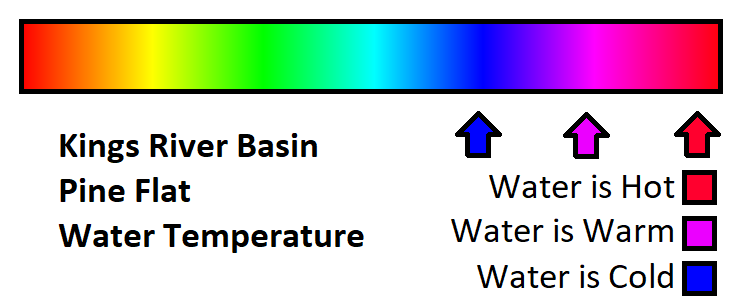 Kings River Basin
Pine Flat
Water Temperature
Water is Hot
Water is Warm
Water is Cold